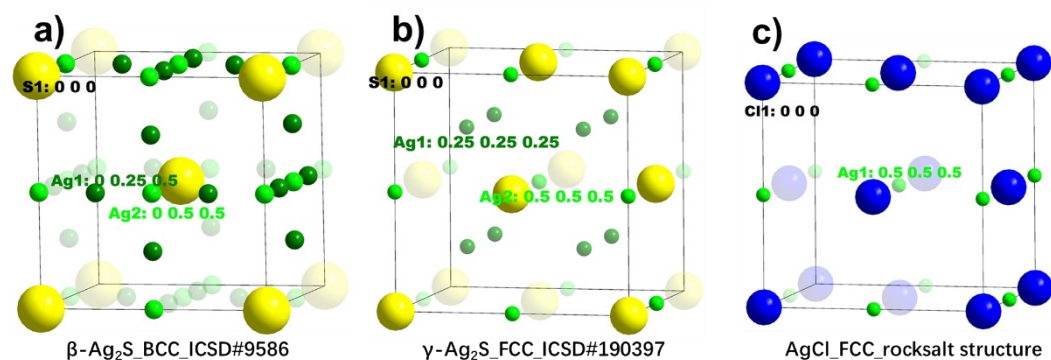 a)
S1: 0 0 0
Ag1: 0 0.25 0.5
Ag2: 0 0.5 0.5
β-Ag₂S_BCC_ICSD#9586
b)
S1: 0 0 0
Ag1: 0.25 0.25 0.25
Ag2: 0.5 0.5 0.5
γ-Ag₂S_FCC_ICSD#190397
c)
Cl1: 0 0 0
Ag1: 0.5 0.5 0.5
AgCl_FCC_rocksalt structure